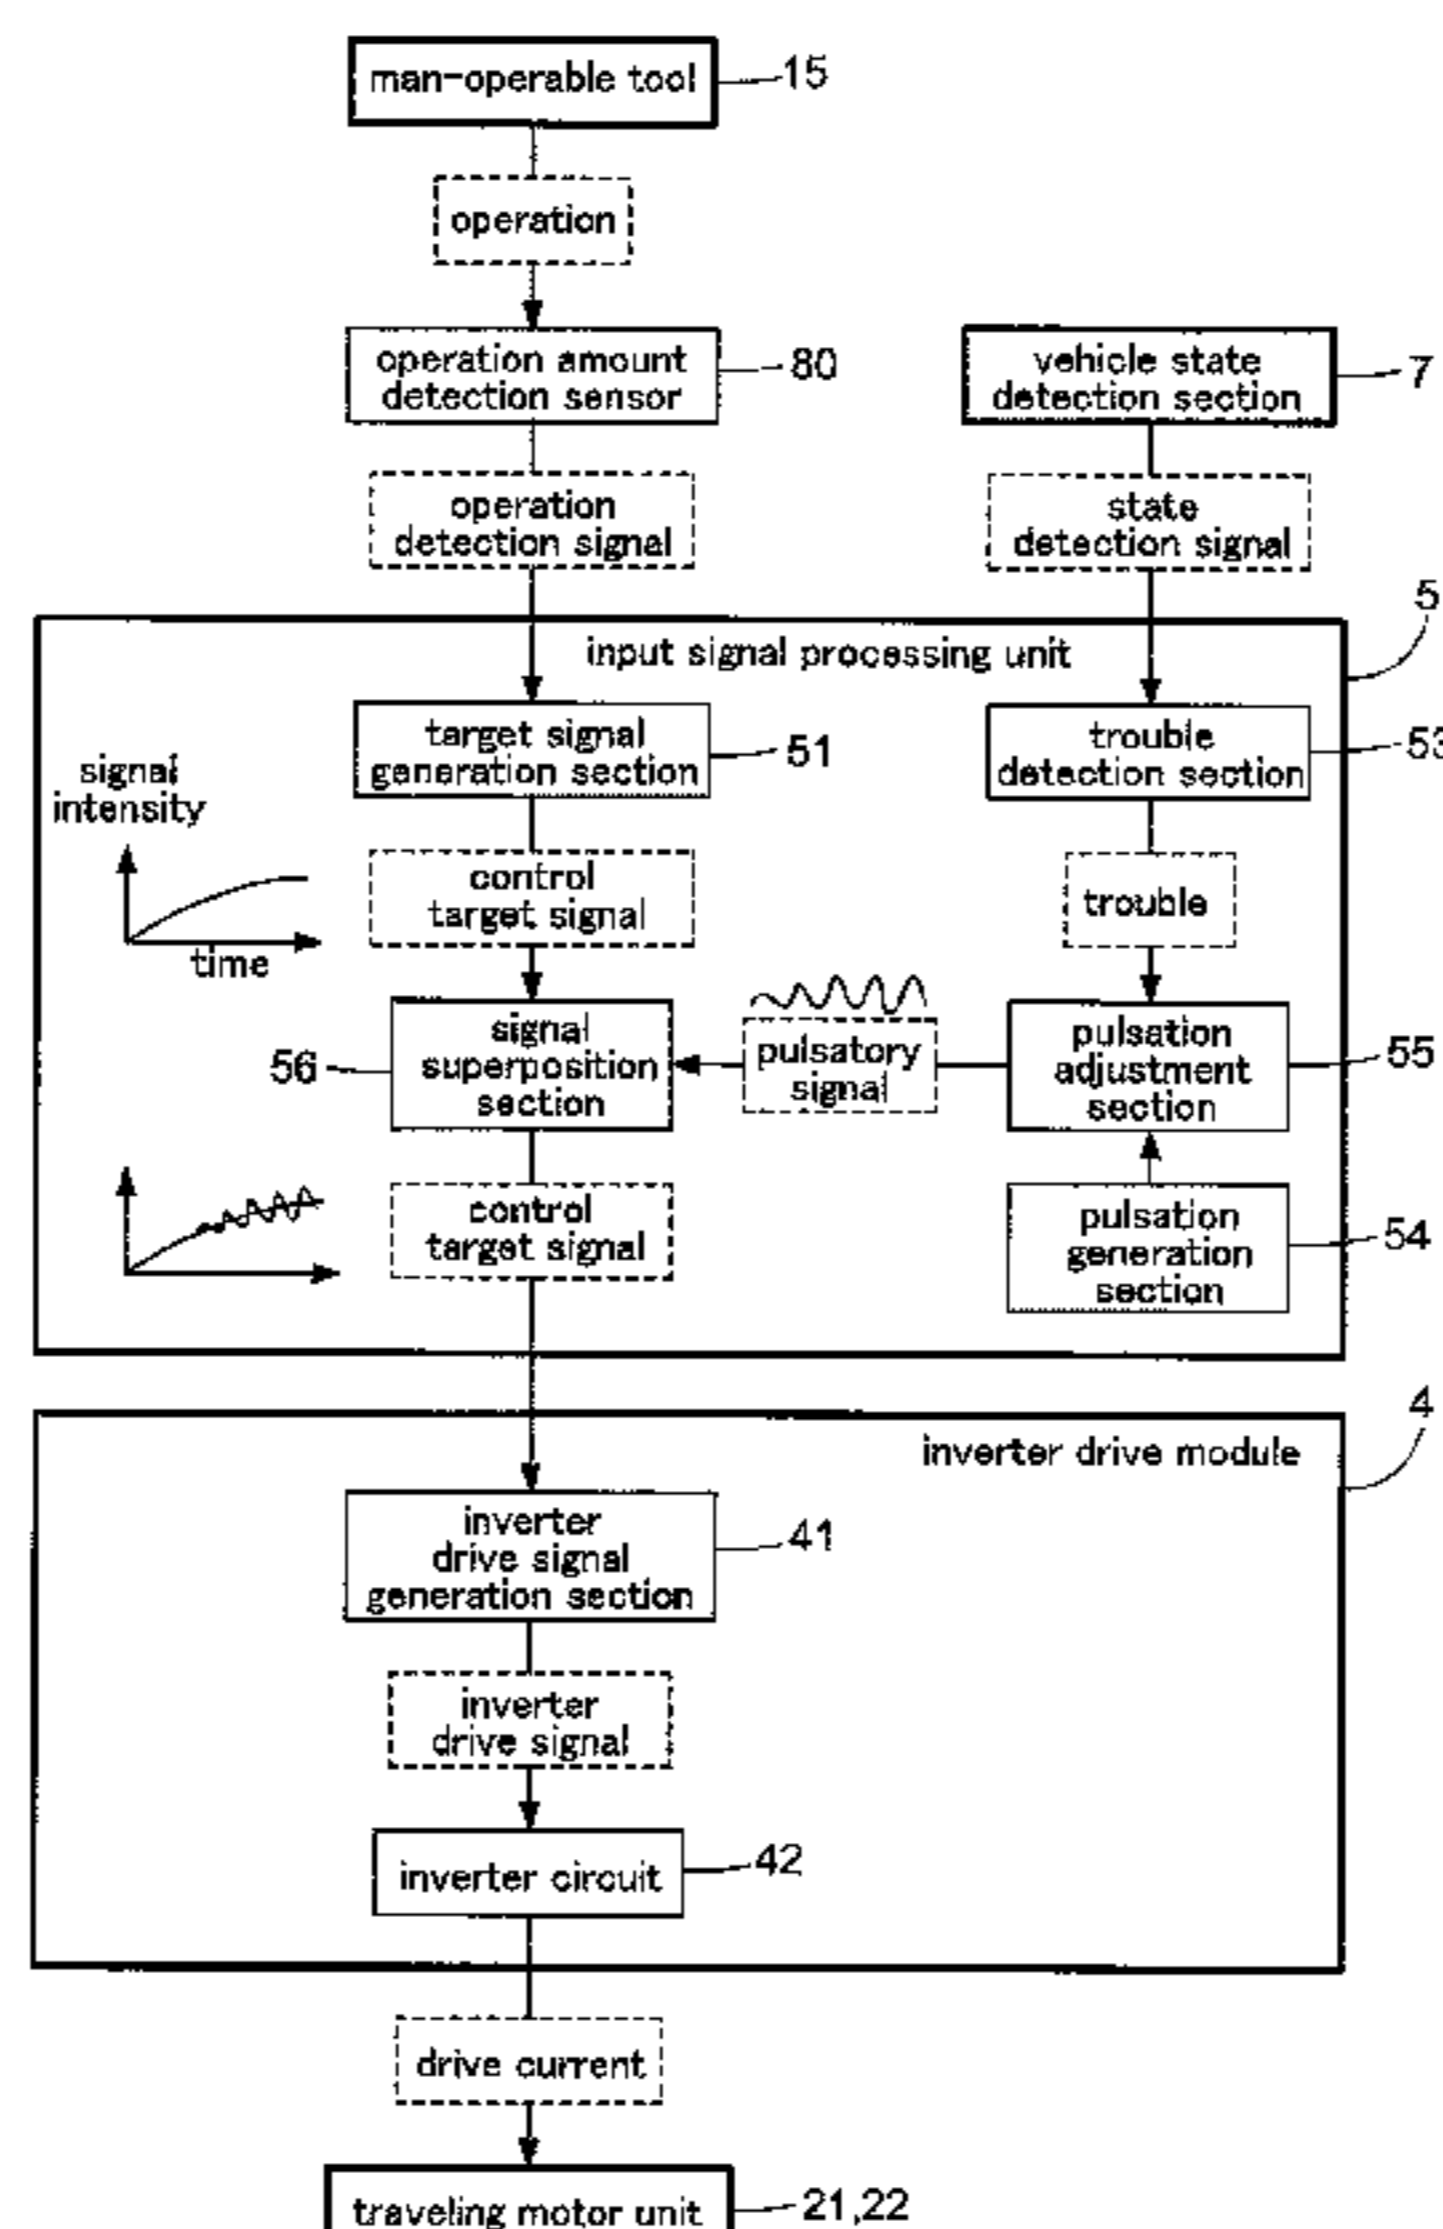 man-operable tool
15
operation
operation amount
detection sensor
80
vehicle state
detection section
7
operation
detection signal
state
detection signal
5
input signal processing unit
target signal
generation section
51
trouble
detection section
53
signal
intensity
time
control
target signal
trouble
signal
superposition
section
56
pulsatory
signal
pulsation
adjustment
section
55
control
target signal
pulsation
generation
section
54
4
inverter drive module
inverter
drive signal
generation section
41
inverter
drive signal
inverter circuit
42
drive current
traveling motor unit
21,22